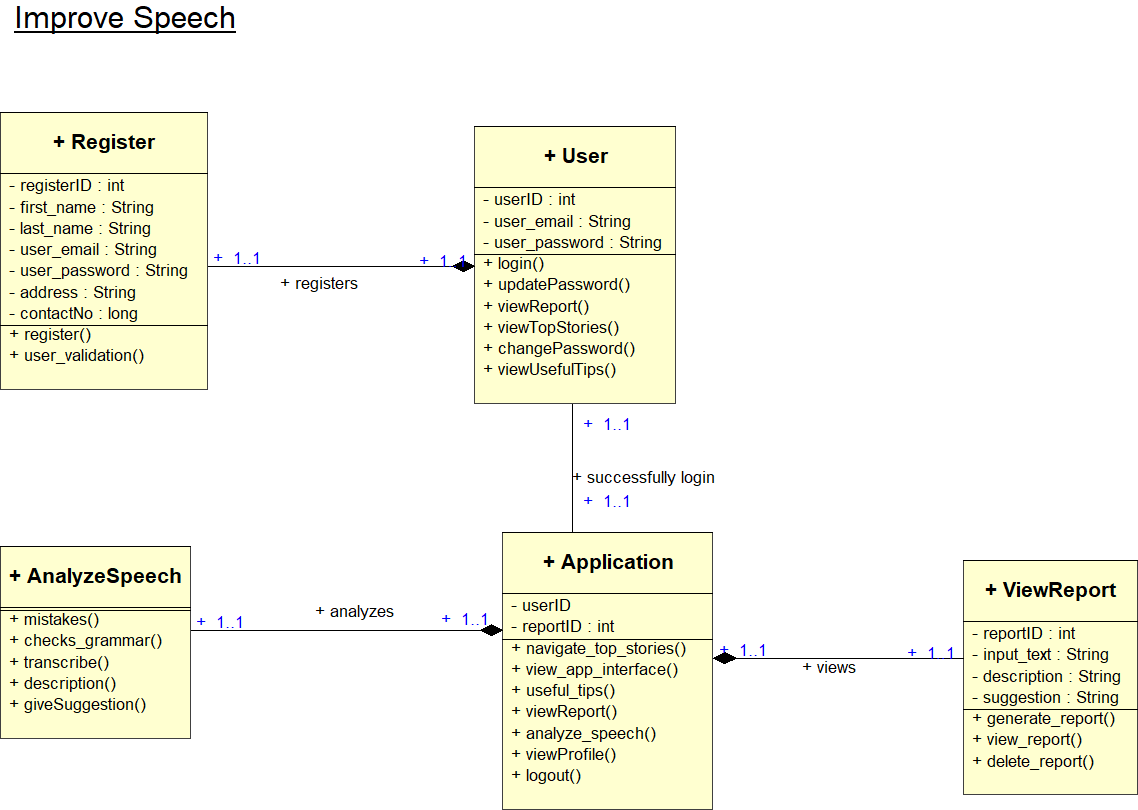 Improve Speech
+ Register
- registerID : int
- first_name : String
- last_name : String
- user_email : String
- user_password : String
- address : String
- contactNo : long
+ register()
+ user_validation()
+ 1..1
+ registers
+ 1..1
+ User
- userID : int
- user_email : String
- user_password : String
+ login()
+ updatePassword()
+ viewReport()
+ viewTopStories()
+ changePassword()
+ viewUsefulTips()
+ 1..1
+ successfully login
+ 1..1
+ AnalyzeSpeech
+ mistakes()
+ checks_grammar()
+ transcribe()
+ description()
+ giveSuggestion()
+ 1..1
+ analyzes
+ 1..1
+ Application
- userID
- reportID : int
+ navigate_top_stories()
+ view_app_interface()
+ useful_tips()
+ viewReport()
+ analyze_speech()
+ viewProfile()
+ logout()
+ 1..1
+ views
+ 1..1
+ ViewReport
- reportID : int
- input_text : String
- description : String
- suggestion : String
+ generate_report()
+ view_report()
+ delete_report()